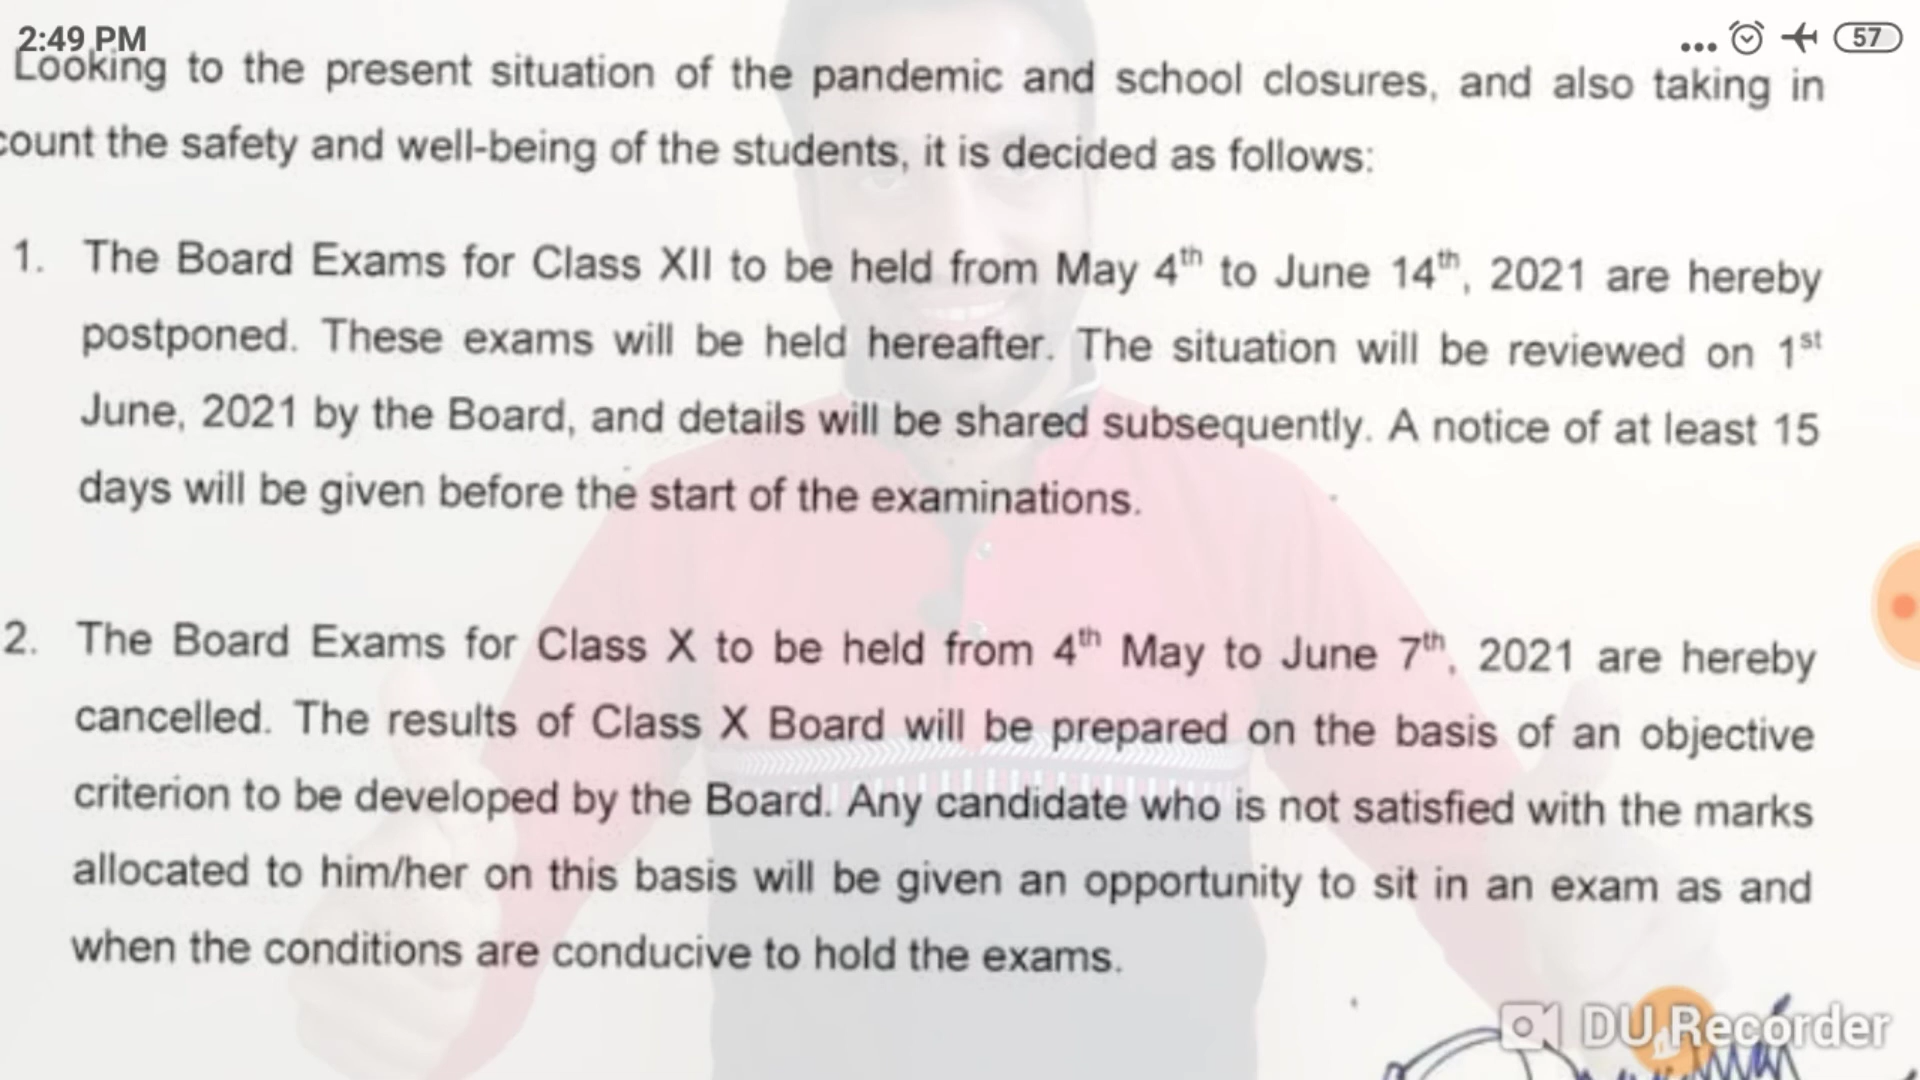 2:49 PM
57
Looking to the present situation of the pandemic and school closures, and also taking in
count the safety and well-being of the students, it is decided as follows:
1. The Board Exams for Class XII to be held from May 4th to June 14th, 2021 are hereby
postponed. These exams will be held hereafter. The situation will be reviewed on 1st
June, 2021 by the Board, and details will be shared subsequently. A notice of at least 15
days will be given before the start of the examinations.
2. The Board Exams for Class X to be held from 4th May to June 7th, 2021 are hereby
cancelled. The results of Class X Board will be prepared on the basis of an objective
criterion to be developed by the Board. Any candidate who is not satisfied with the marks
allocated to him/her on this basis will be given an opportunity to sit in an exam as and
when the conditions are conducive to hold the exams.
DU Recorder